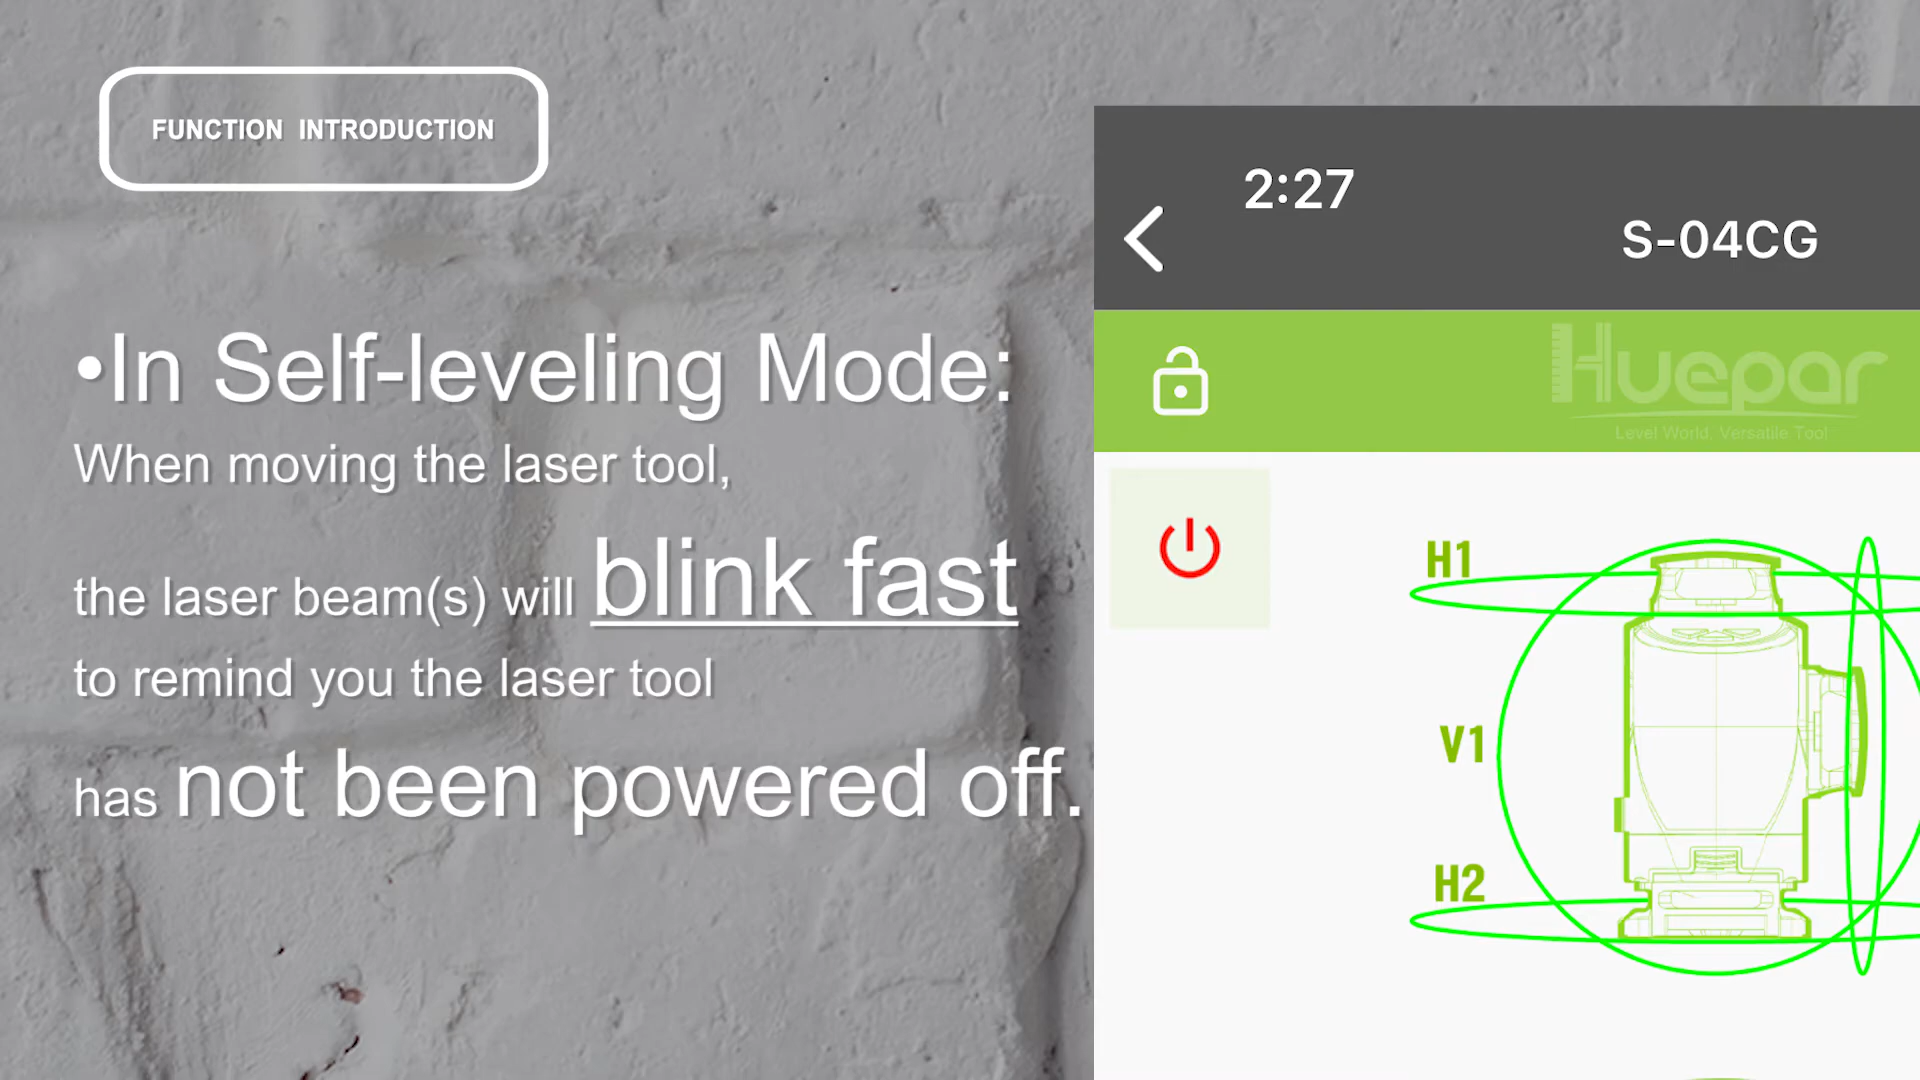 FUNCTION INTRODUCTION
•In Self-leveling Mode:
When moving the laser tool,
the laser beam(s) will blink fast
to remind you the laser tool
has not been powered off.
2:27
S-04CG
Huepar
Level World, Versatile Tool
H1
V1
H2